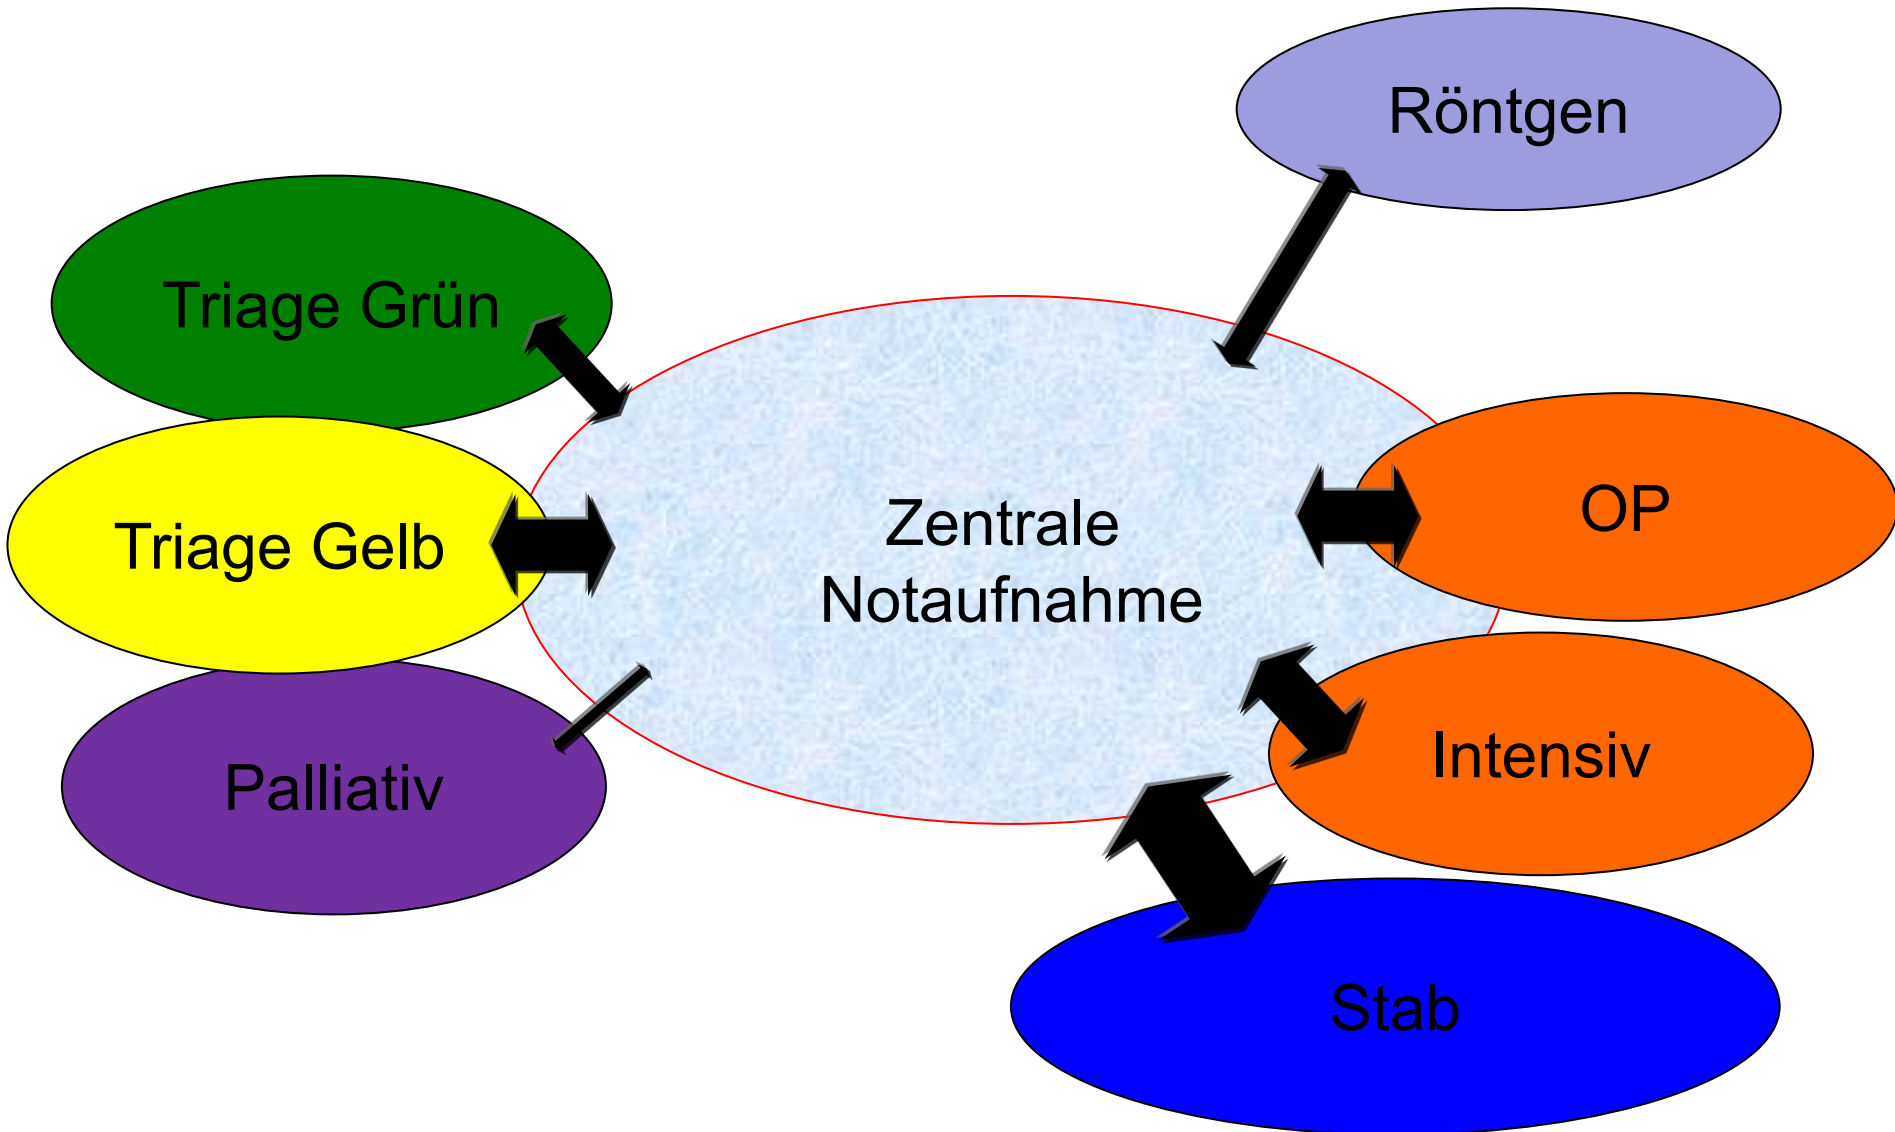 Röntgen
Triage Grün
Triage Gelb
Palliativ
Zentrale
Notaufnahme
OP
Intensiv
Stab